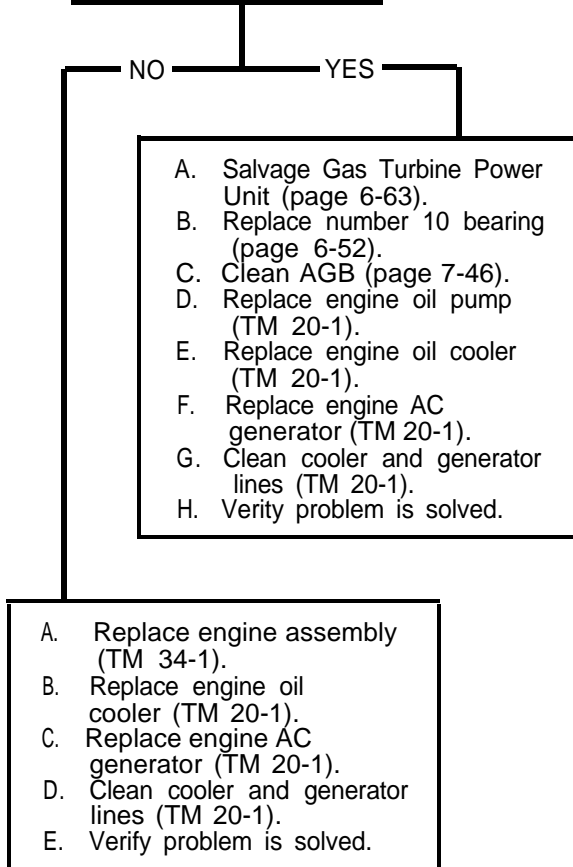 NO
YES
A. Salvage Gas Turbine Power
Unit (page 6-63).
B. Replace number 10 bearing
(page 6-52).
C. Clean AGB (page 7-46).
D. Replace engine oil pump
(TM 20-1).
E. Replace engine oil cooler
(TM 20-1).
F. Replace engine AC
generator (TM 20-1).
G. Clean cooler and generator
lines (TM 20-1).
H. Verity problem is solved.
A. Replace engine assembly
(TM 34-1).
B. Replace engine oil
cooler (TM 20-1).
C. Replace engine AC
generator (TM 20-1).
D. Clean cooler and generator
lines (TM 20-1).
E. Verify problem is solved.